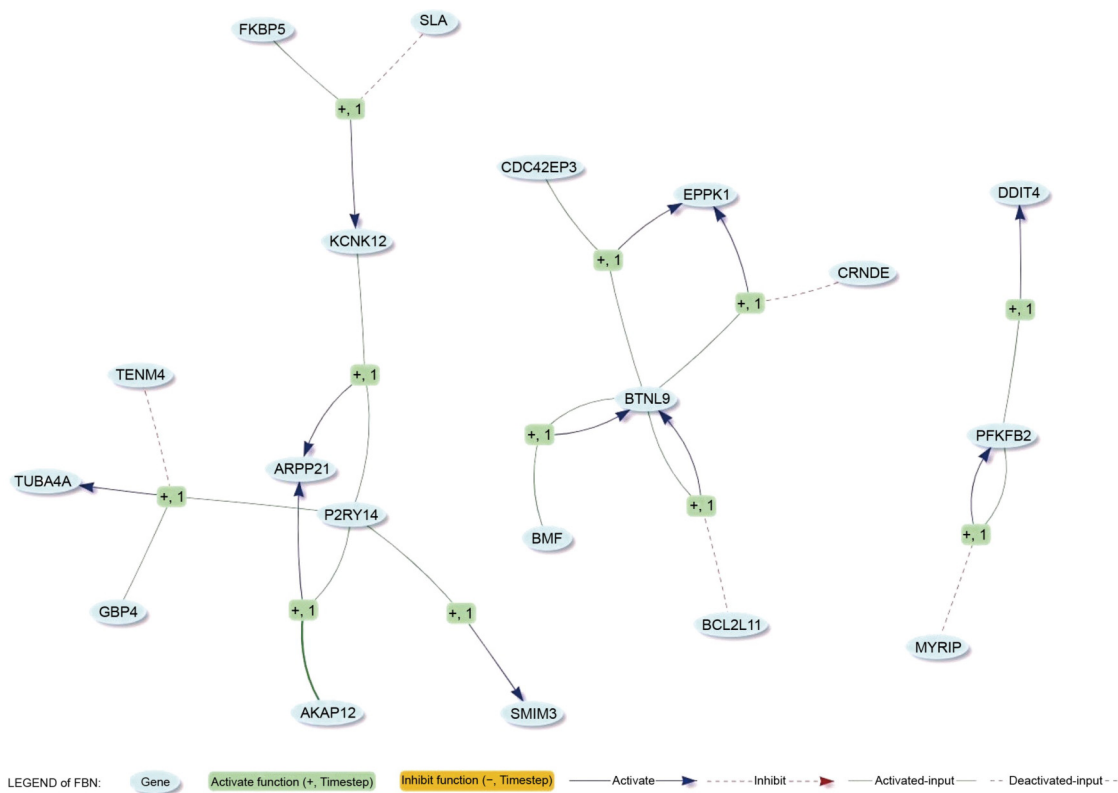 SLA
FKBP5
+, 1
CDC42EP3
EPPK1
DDIT4
KCNK12
+, 1
CRNDE
+, 1
+, 1
TENM4
+, 1
BTNL9
+, 1
PFKFB2
ARPP21
TUBA4A
+, 1
+, 1
P2RY14
BMF
+, 1
GBP4
+, 1
+, 1
BCL2L11
MYRIP
AKAP12
SMIM3
LEGEND of FBN: Gene Activate function (+, Timestep) Inhibit function (−, Timestep) Activate Inhibit Activated-input Deactivated-input